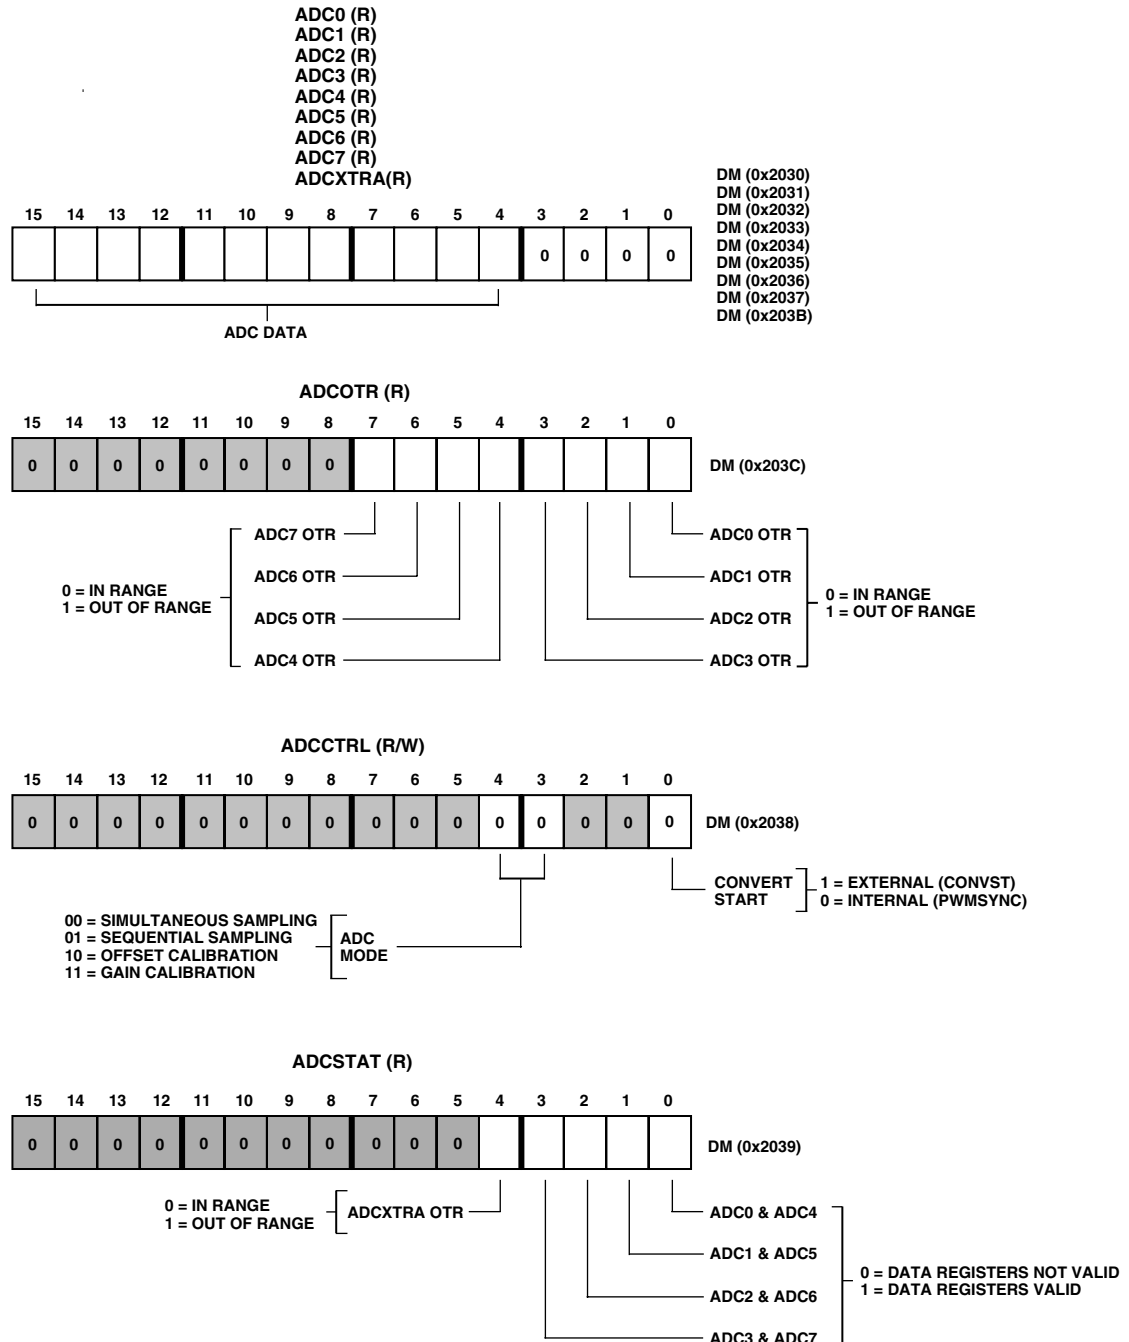 ADC0 (R)
ADC1 (R)
ADC2 (R)
ADC3 (R)
ADC4 (R)
ADC5 (R)
ADC6 (R)
ADC7 (R)
ADCXTRA(R)
DM (0x2030)
DM (0x2031)
DM (0x2032)
DM (0x2033)
DM (0x2034)
DM (0x2035)
DM (0x2036)
DM (0x2037)
DM (0x203B)
15 14 13 12 11 10 9 8 7 6 5 4 3 2 1 0
0 0 0 0
ADC DATA
ADCOTR (R)
15 14 13 12 11 10 9 8 7 6 5 4 3 2 1 0
0 0 0 0 0 0 0 0
DM (0x203C)
ADC7 OTR
ADC6 OTR
ADC5 OTR
ADC4 OTR
0 = IN RANGE
1 = OUT OF RANGE
ADC0 OTR
ADC1 OTR
ADC2 OTR
ADC3 OTR
0 = IN RANGE
1 = OUT OF RANGE
ADCCTRL (R/W)
15 14 13 12 11 10 9 8 7 6 5 4 3 2 1 0
0 0 0 0 0 0 0 0 0 0 0 0 0 0 0 0
DM (0x2038)
CONVERT
START
1 = EXTERNAL (CONVST)
0 = INTERNAL (PWMSYNC)
00 = SIMULTANEOUS SAMPLING
01 = SEQUENTIAL SAMPLING
10 = OFFSET CALIBRATION
11 = GAIN CALIBRATION
ADC
MODE
ADCSTAT (R)
15 14 13 12 11 10 9 8 7 6 5 4 3 2 1 0
0 0 0 0 0 0 0 0 0 0 0
DM (0x2039)
0 = IN RANGE
1 = OUT OF RANGE
ADCXTRA OTR
ADC0 & ADC4
ADC1 & ADC5
ADC2 & ADC6
ADC3 & ADC7
0 = DATA REGISTERS NOT VALID
1 = DATA REGISTERS VALID